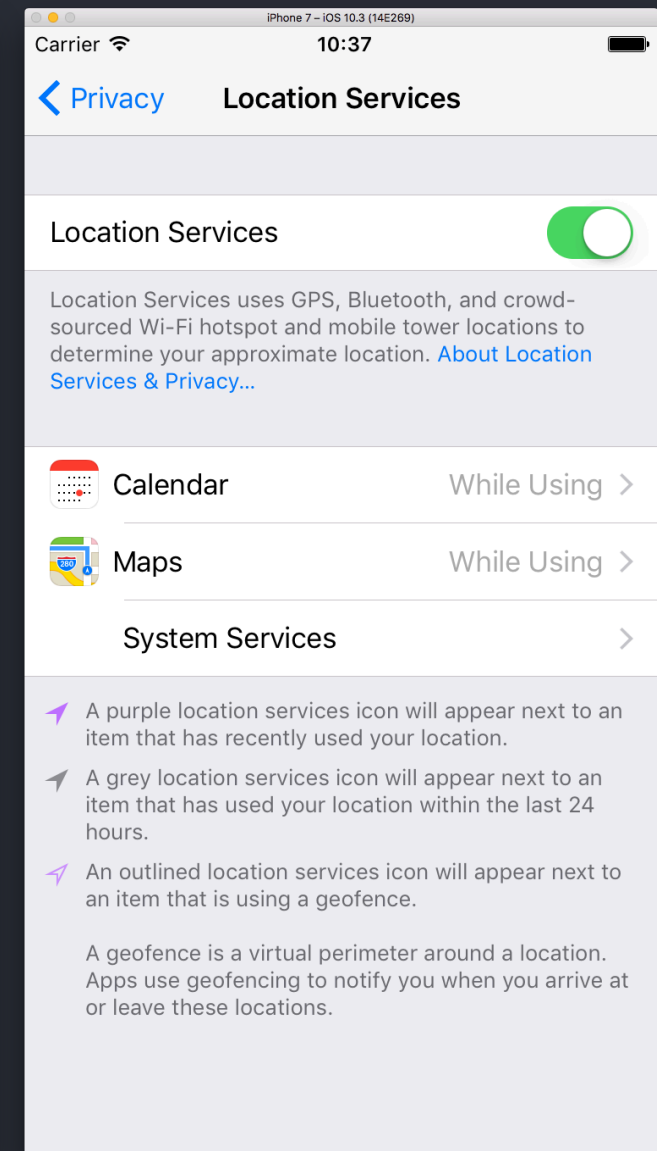 iPhone 7 – iOS 10.3 (14E269)
Carrier 10:37
Privacy Location Services
Location Services
Location Services uses GPS, Bluetooth, and crowd-
sourced Wi-Fi hotspot and mobile tower locations to
determine your approximate location. About Location
Services & Privacy...
Calendar While Using
280
Maps While Using
System Services
A purple location services icon will appear next to an
item that has recently used your location.
A grey location services icon will appear next to an
item that has used your location within the last 24
hours.
An outlined location services icon will appear next to
an item that is using a geofence.
A geofence is a virtual perimeter around a location.
Apps use geofencing to notify you when you arrive at
or leave these locations.